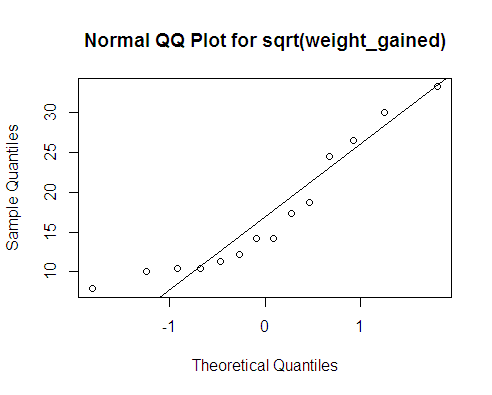 Normal QQ Plot for sqrt(weight_gained)
Sample Quantiles
30
25
20
15
10
-1 0 1
Theoretical Quantiles